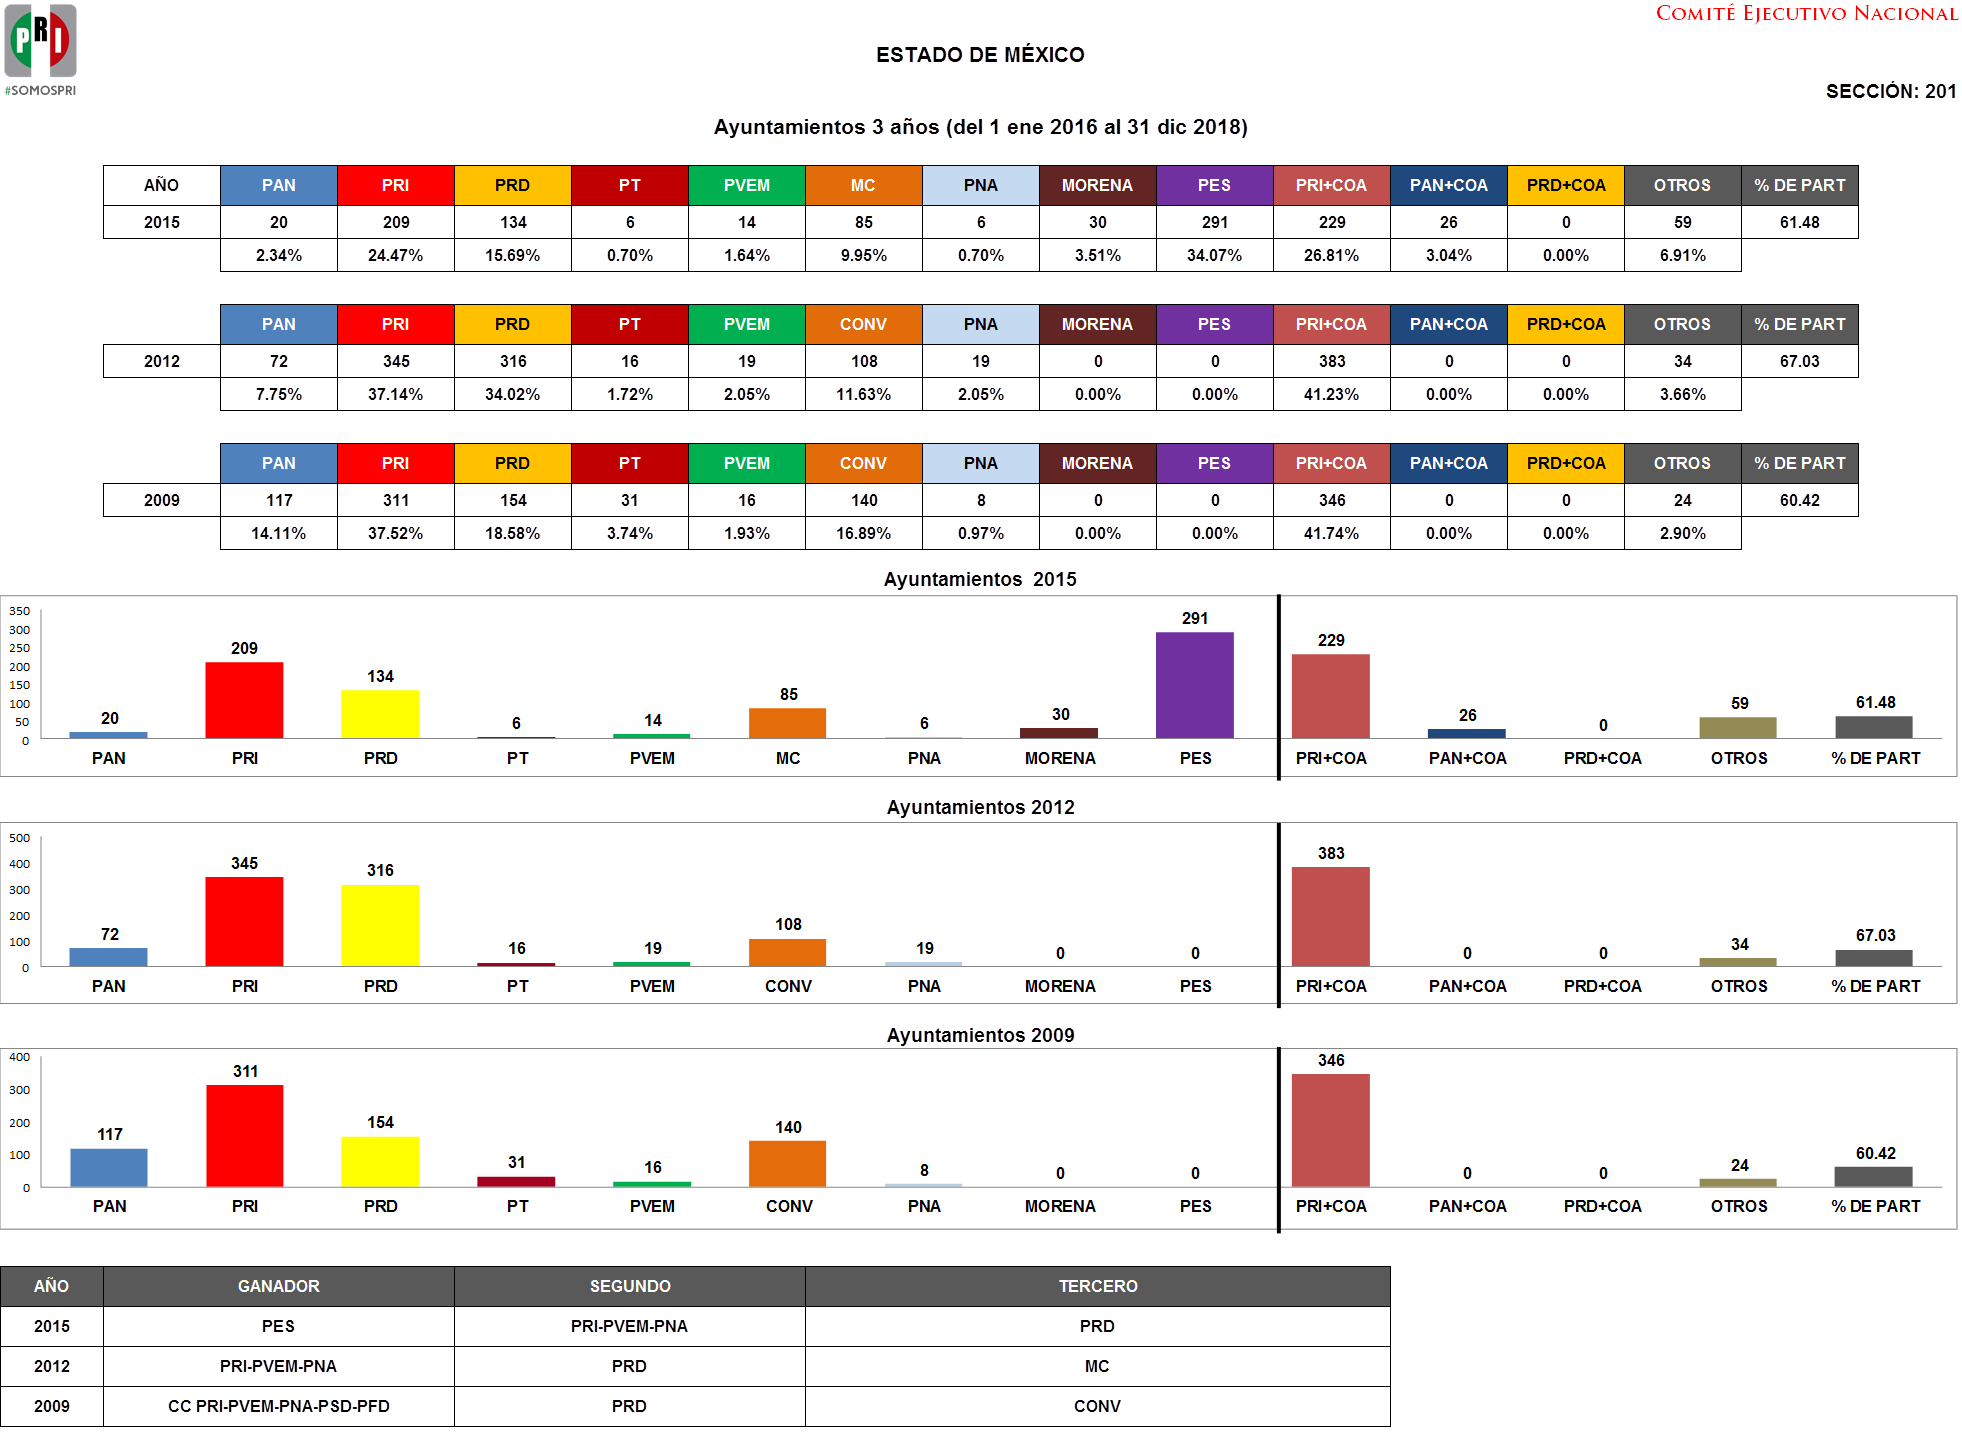 PRI
#SOMOSPRI
COMITÉ EJECUTIVO NACIONAL
ESTADO DE MÉXICO
SECCIÓN: 201
Ayuntamientos 3 años (del 1 ene 2016 al 31 dic 2018)
AÑO PAN PRI PRD PT PVEM MC PNA MORENA PES PRI+COA PAN+COA PRD+COA OTROS % DE PART
2015 20 209 134 6 14 85 6 30 291 229 26 0 59 61.48
2.34% 24.47% 15.69% 0.70% 1.64% 9.95% 0.70% 3.51% 34.07% 26.81% 3.04% 0.00% 6.91%
PAN PRI PRD PT PVEM CONV PNA MORENA PES PRI+COA PAN+COA PRD+COA OTROS % DE PART
2012 72 345 316 16 19 108 19 0 0 383 0 0 34 67.03
7.75% 37.14% 34.02% 1.72% 2.05% 11.63% 2.05% 0.00% 0.00% 41.23% 0.00% 0.00% 3.66%
PAN PRI PRD PT PVEM CONV PNA MORENA PES PRI+COA PAN+COA PRD+COA OTROS % DE PART
2009 117 311 154 31 16 140 8 0 0 346 0 0 24 60.42
14.11% 37.52% 18.58% 3.74% 1.93% 16.89% 0.97% 0.00% 0.00% 41.74% 0.00% 0.00% 2.90%
Ayuntamientos 2015
350
300
250
200
150
100
50
0
20 209 134 6 14 85 6 30 291 229 26 0 59 61.48
PAN PRI PRD PT PVEM MC PNA MORENA PES PRI+COA PAN+COA PRD+COA OTROS % DE PART
Ayuntamientos 2012
500
400
300
200
100
0
72 345 316 16 19 108 19 0 0 383 0 0 34 67.03
PAN PRI PRD PT PVEM CONV PNA MORENA PES PRI+COA PAN+COA PRD+COA OTROS % DE PART
Ayuntamientos 2009
400
300
200
100
0
117 311 154 31 16 140 8 0 0 346 0 0 24 60.42
PAN PRI PRD PT PVEM CONV PNA MORENA PES PRI+COA PAN+COA PRD+COA OTROS % DE PART
AÑO GANADOR SEGUNDO TERCERO
2015 PES PRI-PVEM-PNA PRD
2012 PRI-PVEM-PNA PRD MC
2009 CC PRI-PVEM-PNA-PSD-PFD PRD CONV